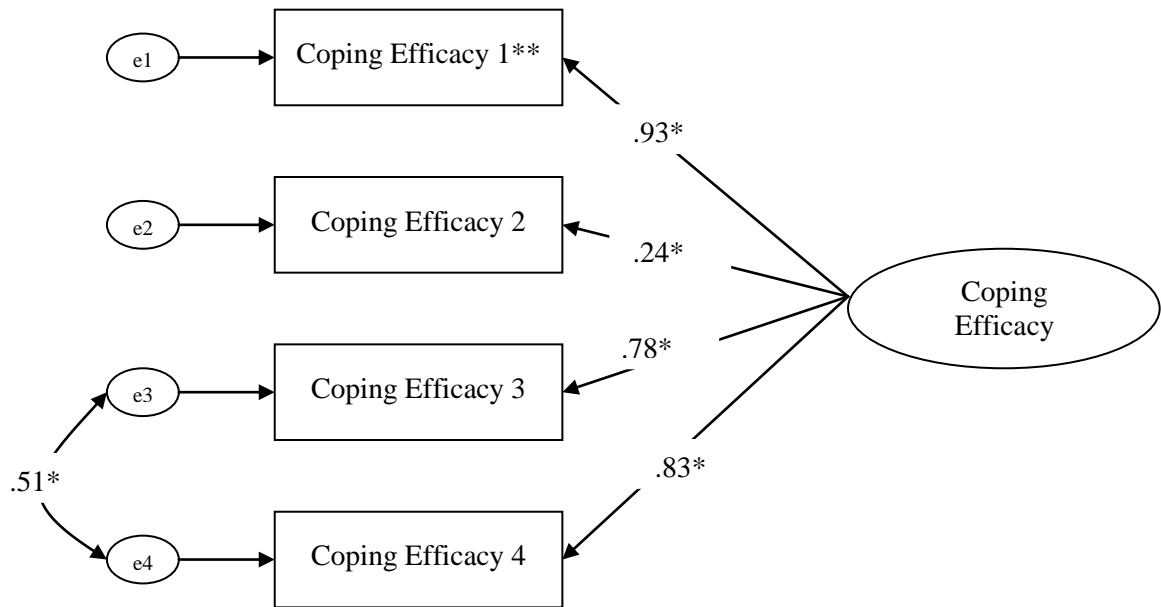 e1
Coping Efficacy 1**
.93*
e2
Coping Efficacy 2
.24*
Coping
Efficacy
e3
Coping Efficacy 3
.78*
.51*
.83*
e4
Coping Efficacy 4